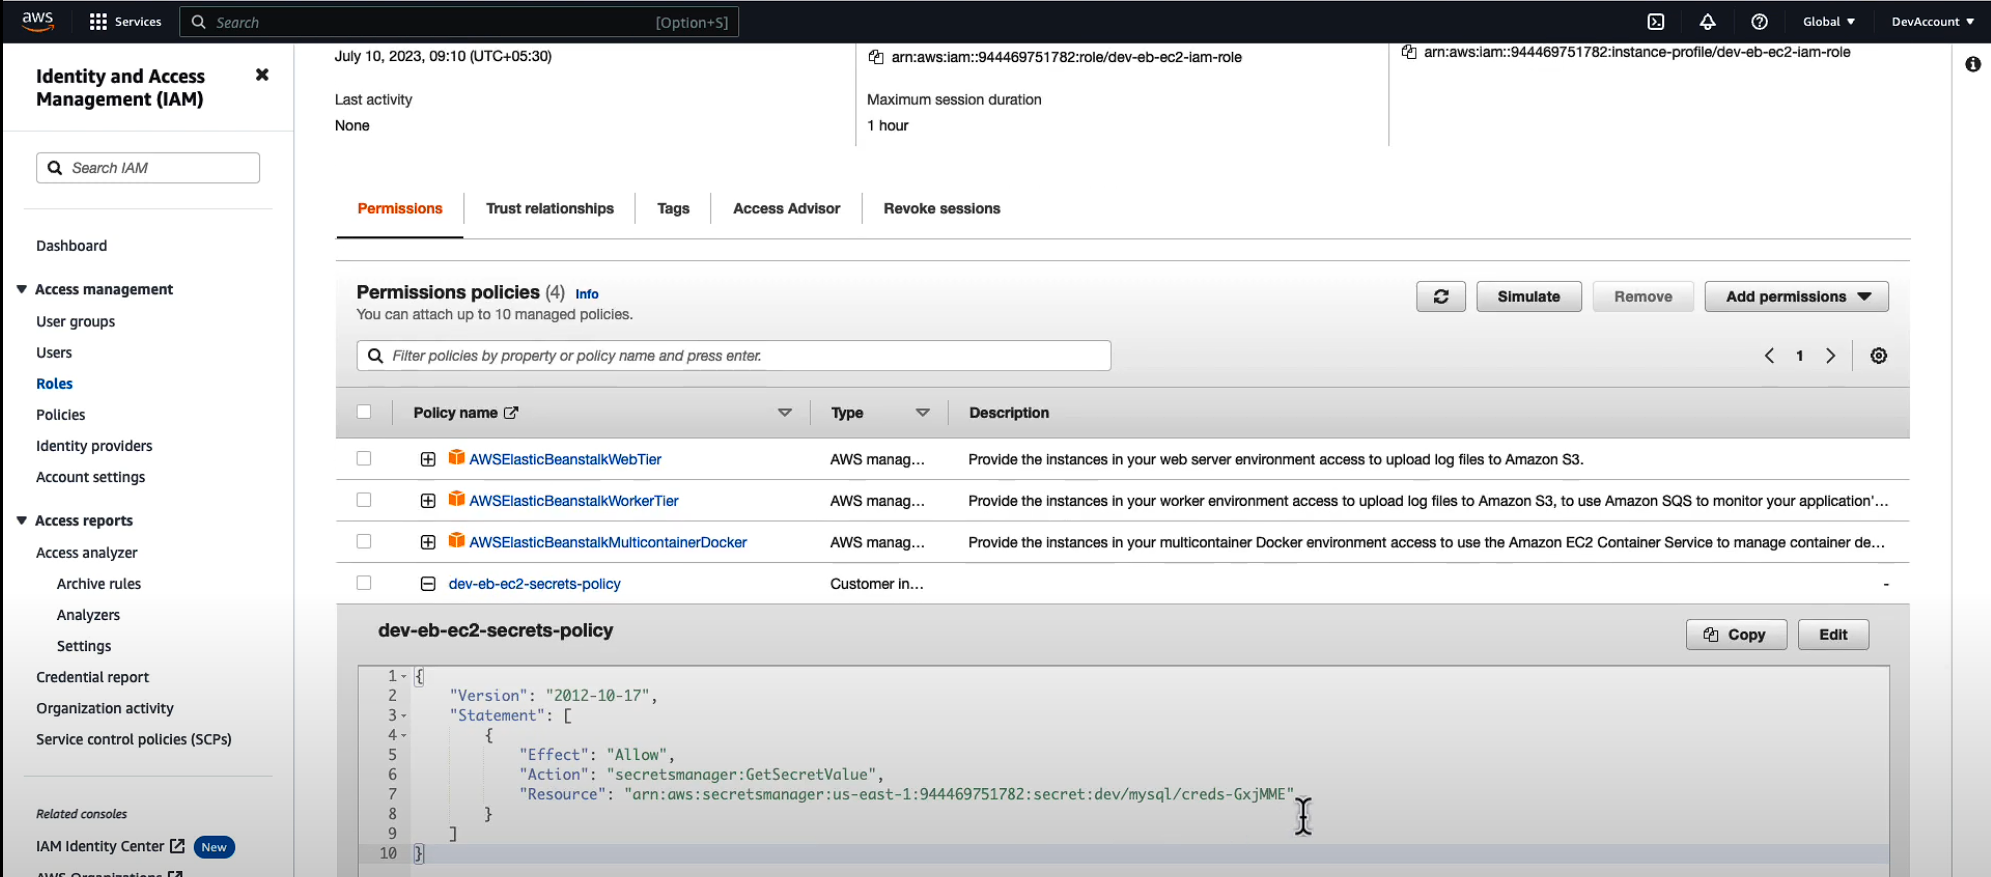 aws
Services
Search
[Option+S]
Global
DevAccount
Identity and Access
Management (IAM)
Search IAM
Dashboard
Access management
User groups
Users
Roles
Policies
Identity providers
Account settings
Access reports
Access analyzer
Archive rules
Analyzers
Settings
Credential report
Organization activity
Service control policies (SCPs)
Related consoles
IAM Identity Center
New
AWS Organizations
July 10, 2023, 09:10 (UTC+05:30)
arn:aws:iam::944469751782:role/dev-eb-ec2-iam-role
arn:aws:iam::944469751782:instance-profile/dev-eb-ec2-iam-role
Last activity
Maximum session duration
None
1 hour
Permissions
Trust relationships
Tags
Access Advisor
Revoke sessions
Permissions policies (4) Info
You can attach up to 10 managed policies.
Simulate
Remove
Add permissions
Filter policies by property or policy name and press enter.
1
Policy name
Type
Description
AWSElasticBeanstalkWebTier
AWS manag...
Provide the instances in your web server environment access to upload log files to Amazon S3.
AWSElasticBeanstalkWorkerTier
AWS manag...
Provide the instances in your worker environment access to upload log files to Amazon S3, to use Amazon SQS to monitor your application'...
AWSElasticBeanstalkMulticontainerDocker
AWS manag...
Provide the instances in your multicontainer Docker environment access to use the Amazon EC2 Container Service to manage container de...
dev-eb-ec2-secrets-policy
Customer in...
-
dev-eb-ec2-secrets-policy
Copy
Edit
1 {
2 "Version": "2012-10-17",
3 "Statement": [
4 {
5 "Effect": "Allow",
6 "Action": "secretsmanager:GetSecretValue",
7 "Resource": "arn:aws:secretsmanager:us-east-1:944469751782:secret:dev/mysql/creds-GxjMME"
8 }
9 ]
10 }